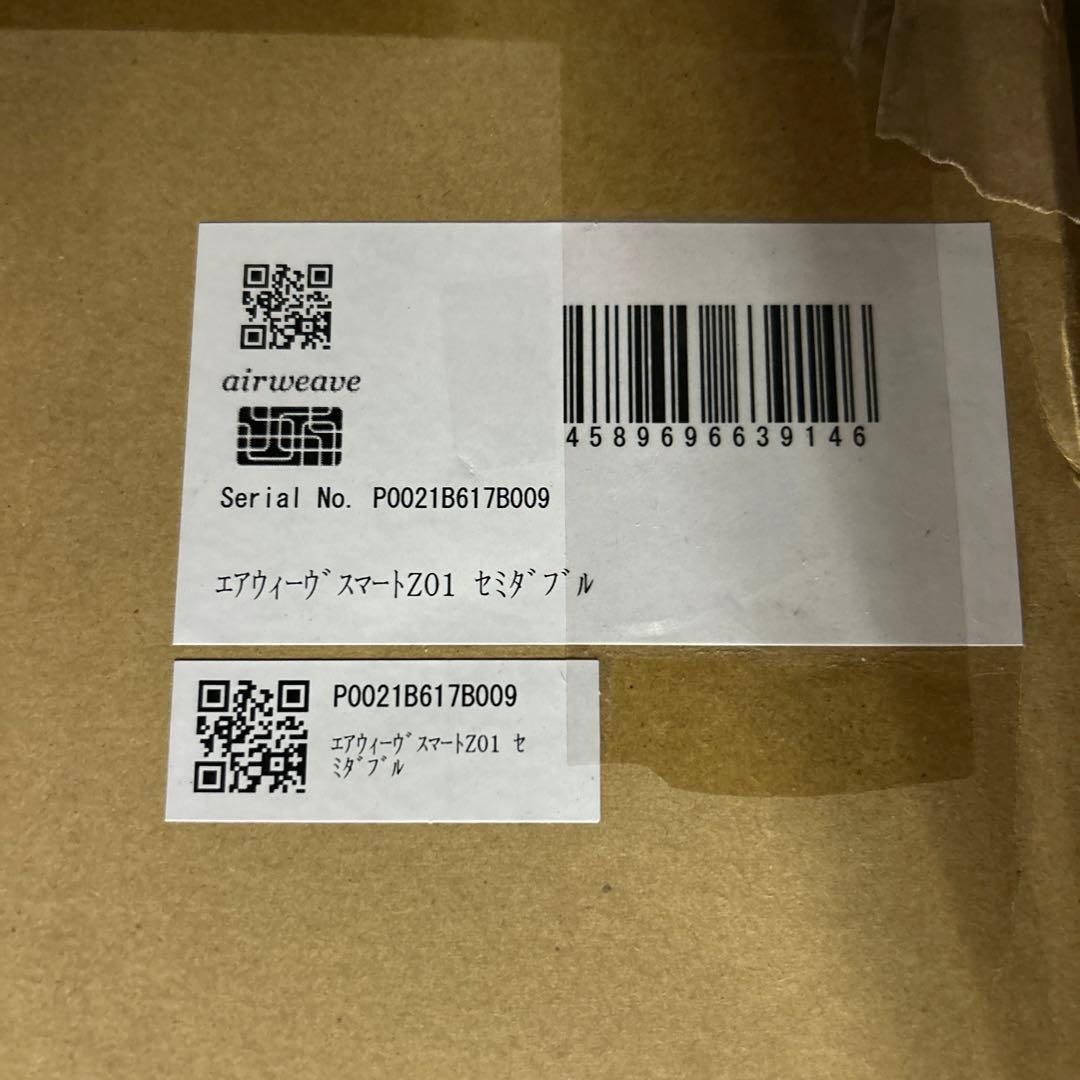 airweave
4589696639146
Serial No. P0021B617B009
ｴｱｳｨｰｳﾞｽﾏｰﾄZ01 ｾﾐﾀﾞﾌﾞﾙ
P0021B617B009
ｴｱｳｨｰｳﾞｽﾏｰﾄZ01 ｾ
ﾐﾀﾞﾌﾞﾙ